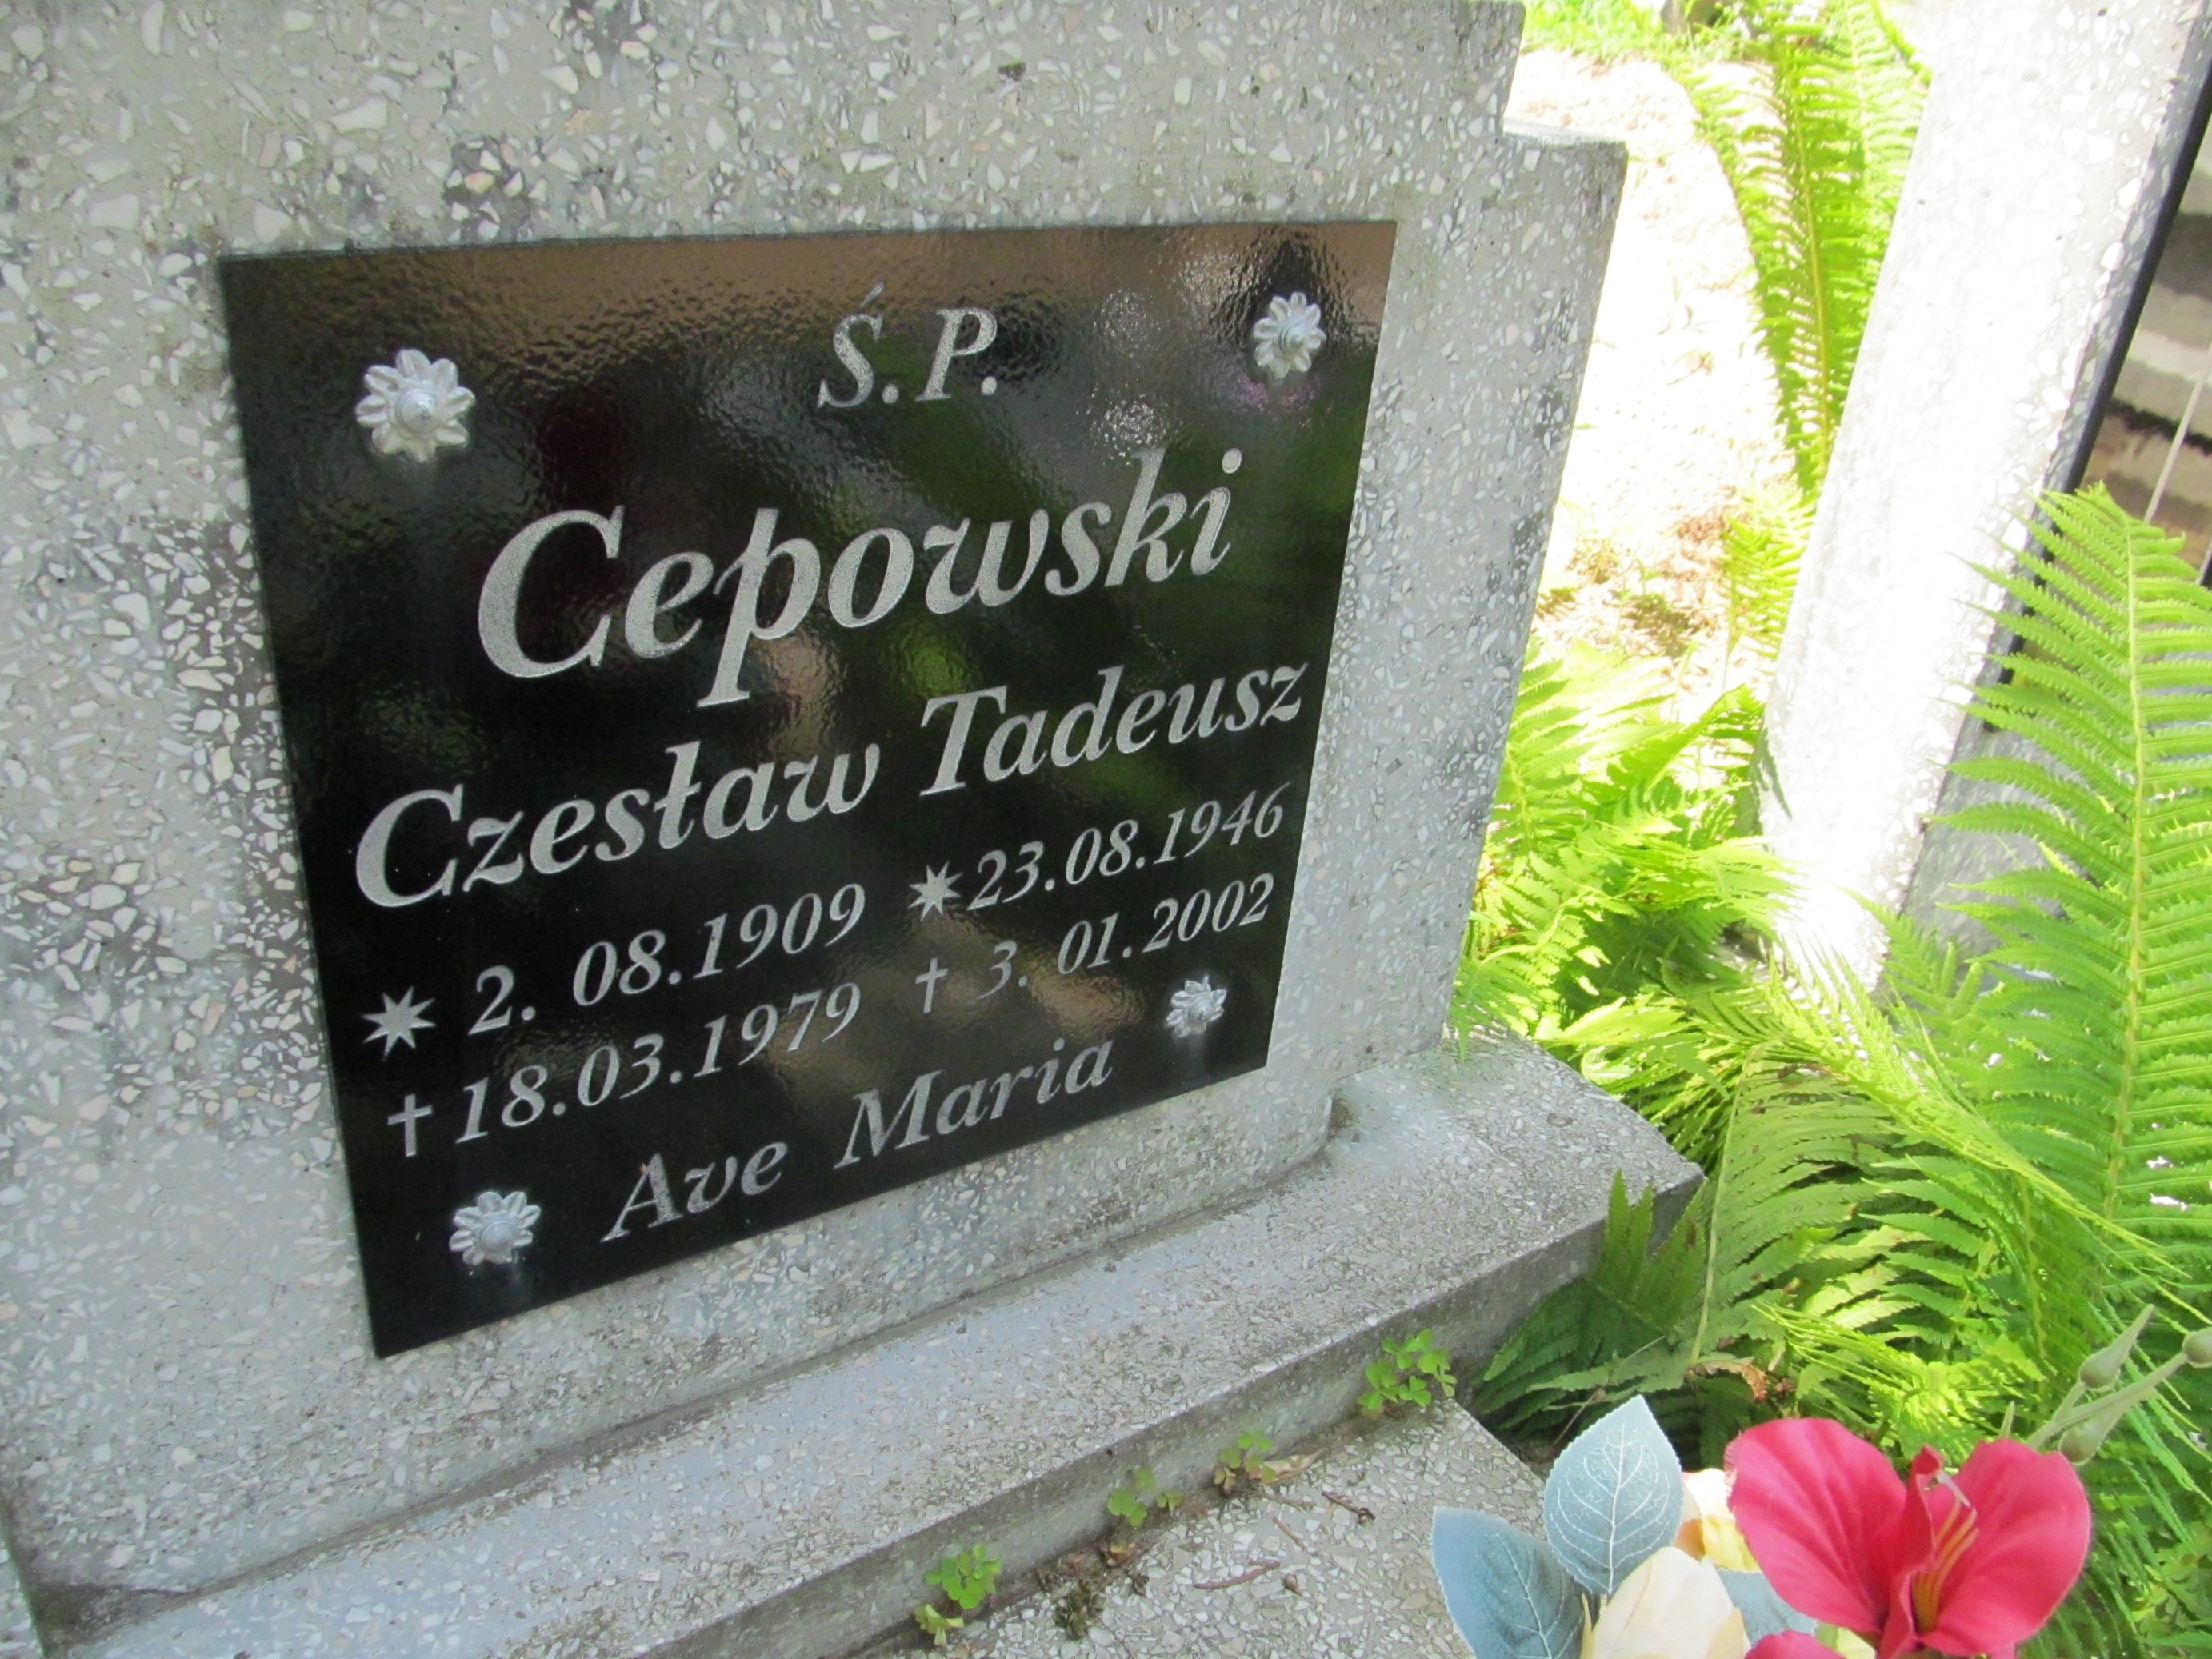 Ś. P.
Cepowski
Czesław Tadeusz
✷ 2. 08.1909 ✷ 23.08.1946
† 18.03.1979 † 3. 01.2002
Ave Maria